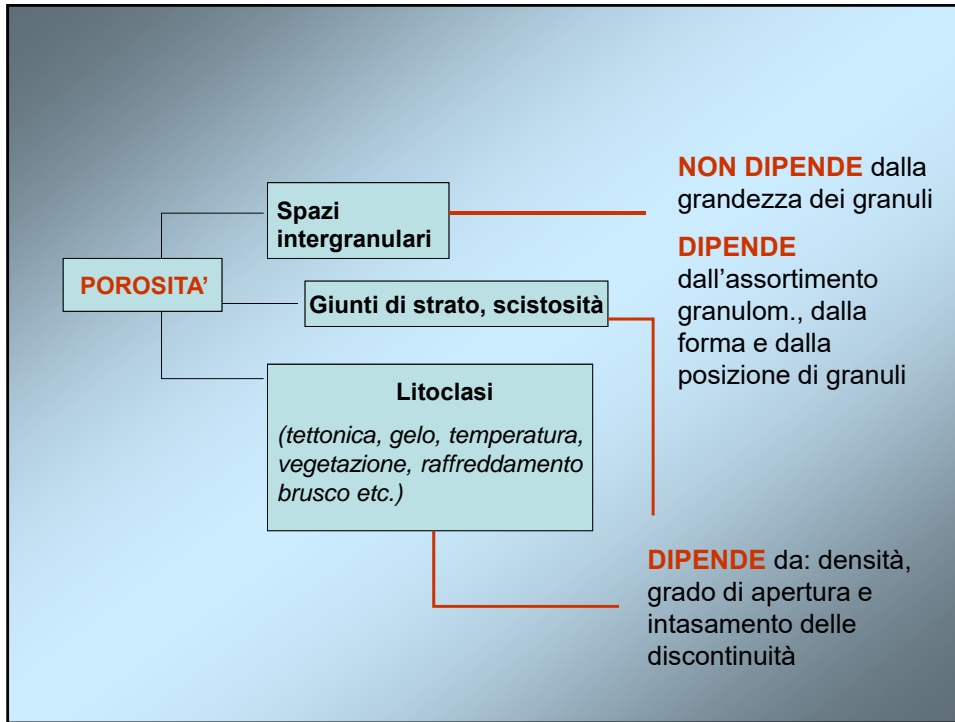 POROSITA’
Spazi
intergranulari
Giunti di strato, scistosità
Litoclasi
(tettonica, gelo, temperatura,
vegetazione, raffreddamento
brusco etc.)
NON DIPENDE dalla
grandezza dei granuli
DIPENDE
dall’assortimento
granulom., dalla
forma e dalla
posizione di granuli
DIPENDE da: densità,
grado di apertura e
intasamento delle
discontinuità